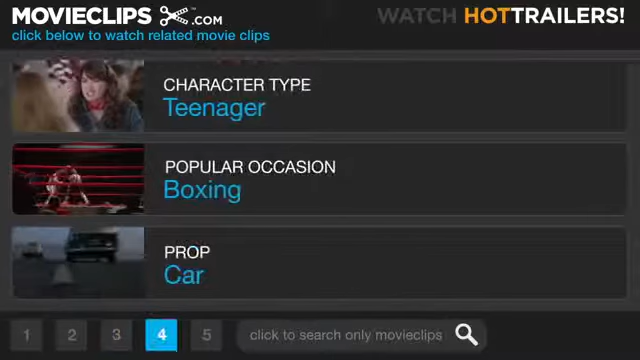 MOVIECLIPS .COM
WATCH HOTTRAILERS!
click below to watch related movie clips
CHARACTER TYPE
Teenager
POPULAR OCCASION
Boxing
PROP
Car
1 2 3 4 5 click to search only movieclips